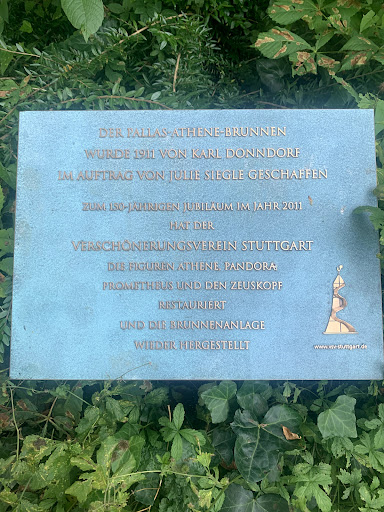 DER PALLAS-ATHENE-BRUNNEN
WURDE 1911 VON KARL DONNDORF
IM AUFTRAG VON JULIE SIEGLE GESCHAFFEN
ZUM 150-JÄHRIGEN JUBILÄUM IM JAHR 2011
HAT DER
VERSCHÖNERUNGSVEREIN STUTTGART
DIE FIGUREN ATHENE, PANDORA,
PROMETHEUS UND DEN ZEUSKOPF
RESTAURIERT
UND DIE BRUNNENANLAGE
WIEDER HERGESTELLT
www.vsv-stuttgart.de